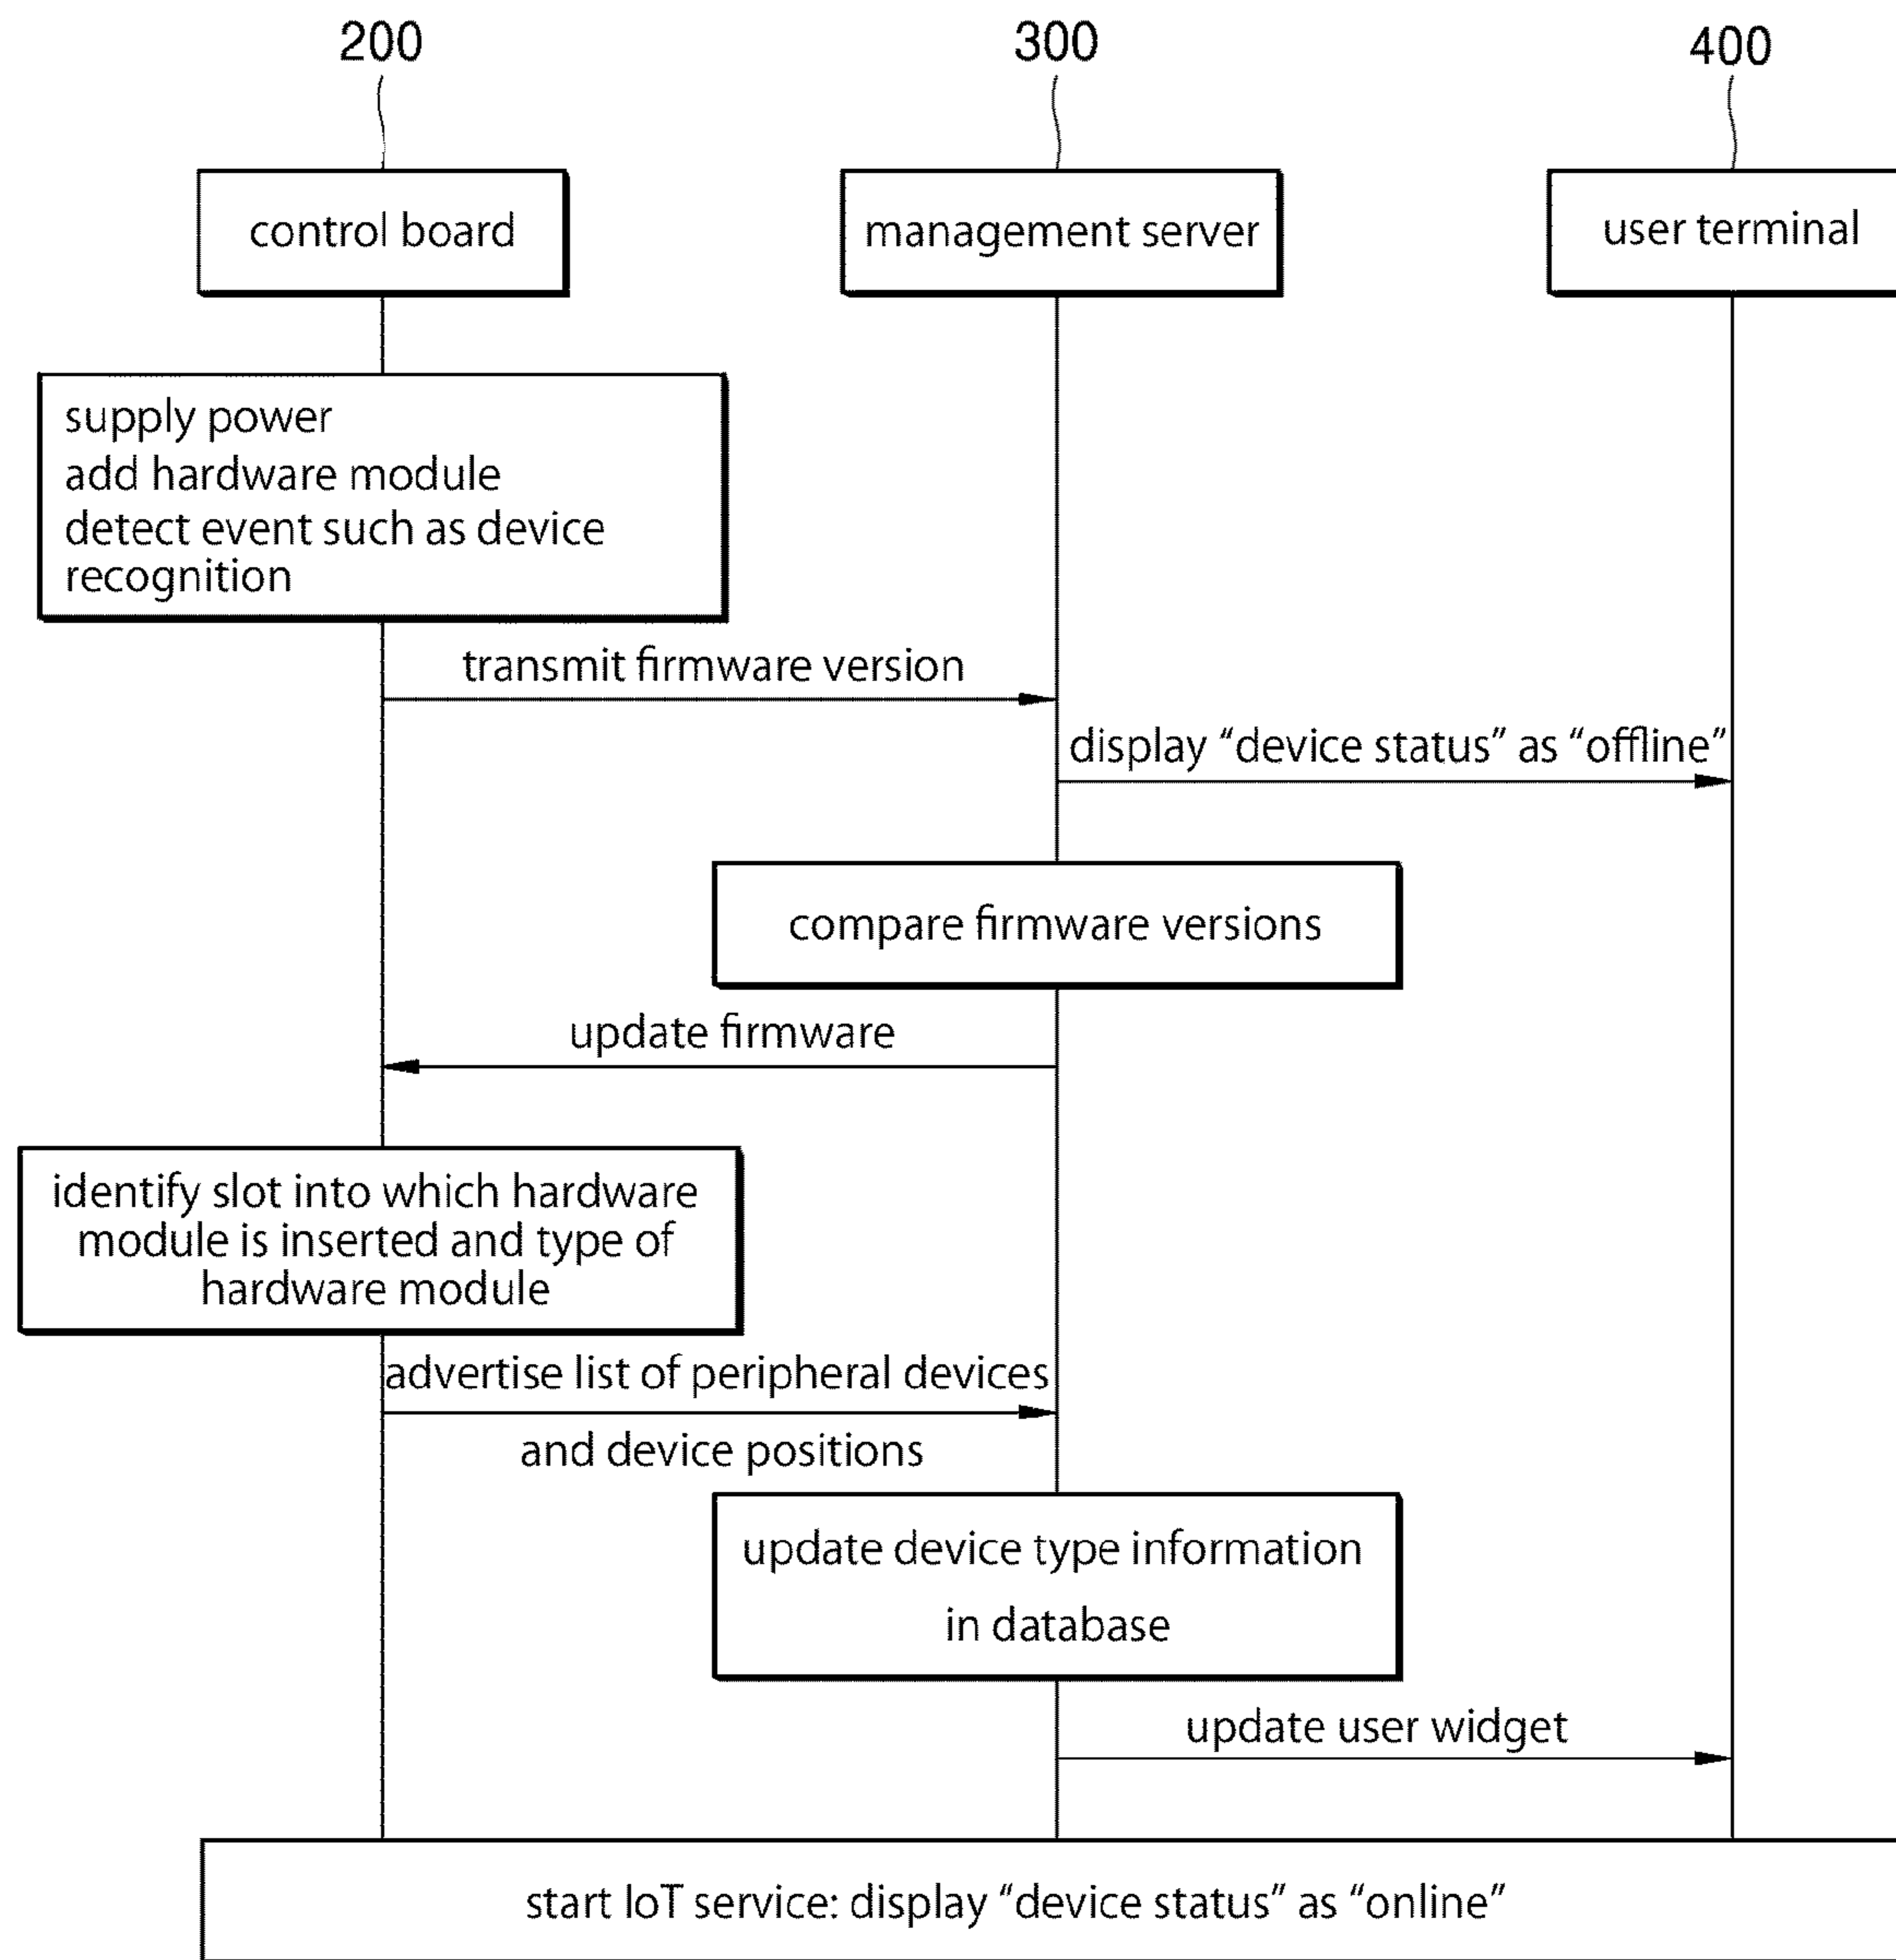 200
300
400
control board
management server
user terminal
supply power
add hardware module
detect event such as device
recognition
transmit firmware version
display “device status” as “offline”
compare firmware versions
update firmware
identify slot into which hardware
module is inserted and type of
hardware module
advertise list of peripheral devices
and device positions
update device type information
in database
update user widget
start IoT service: display “device status” as “online”